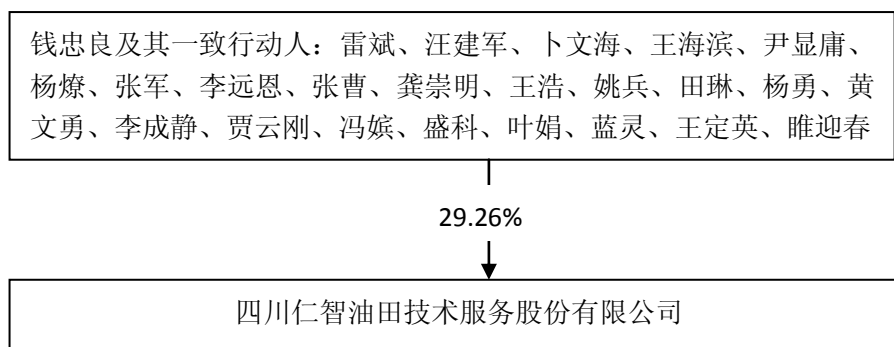 钱忠良及其一致行动人：雷斌、汪建军、卜文海、王海滨、尹显庸、
杨燎、张军、李远恩、张曹、龚崇明、王浩、姚兵、田琳、杨勇、黄
文勇、李成静、贾云刚、冯嫔、盛科、叶娟、蓝灵、王定英、睢迎春
29.26%
四川仁智油田技术服务股份有限公司